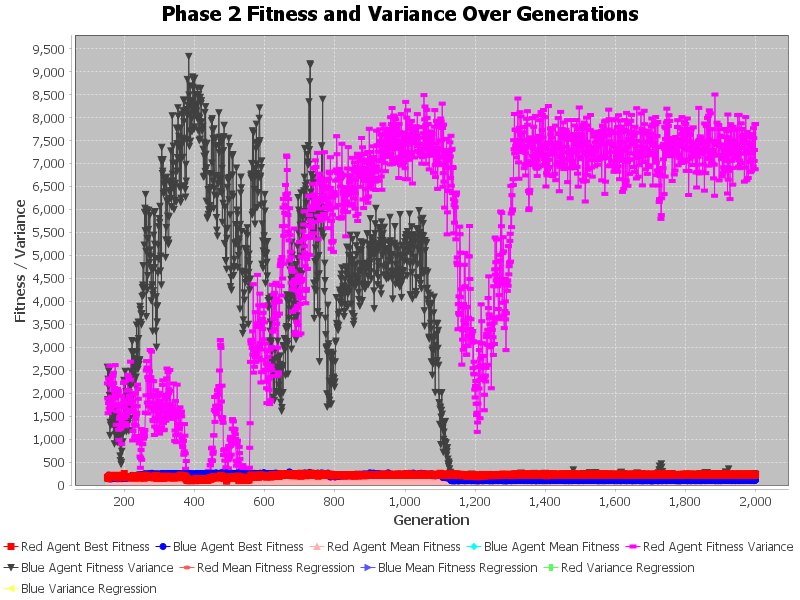 Phase 2 Fitness and Variance Over Generations
9,500
9,000
8,500
8,000
7,500
7,000
6,500
6,000
5,500
5,000
4,500
4,000
3,500
3,000
2,500
2,000
1,500
1,000
500
0
Fitness / Variance
200 400 600 800 1,000 1,200 1,400 1,600 1,800 2,000
Generation
Red Agent Best Fitness Blue Agent Best Fitness Red Agent Mean Fitness Blue Agent Mean Fitness Red Agent Fitness Variance
Blue Agent Fitness Variance Red Mean Fitness Regression Blue Mean Fitness Regression Red Variance Regression
Blue Variance Regression